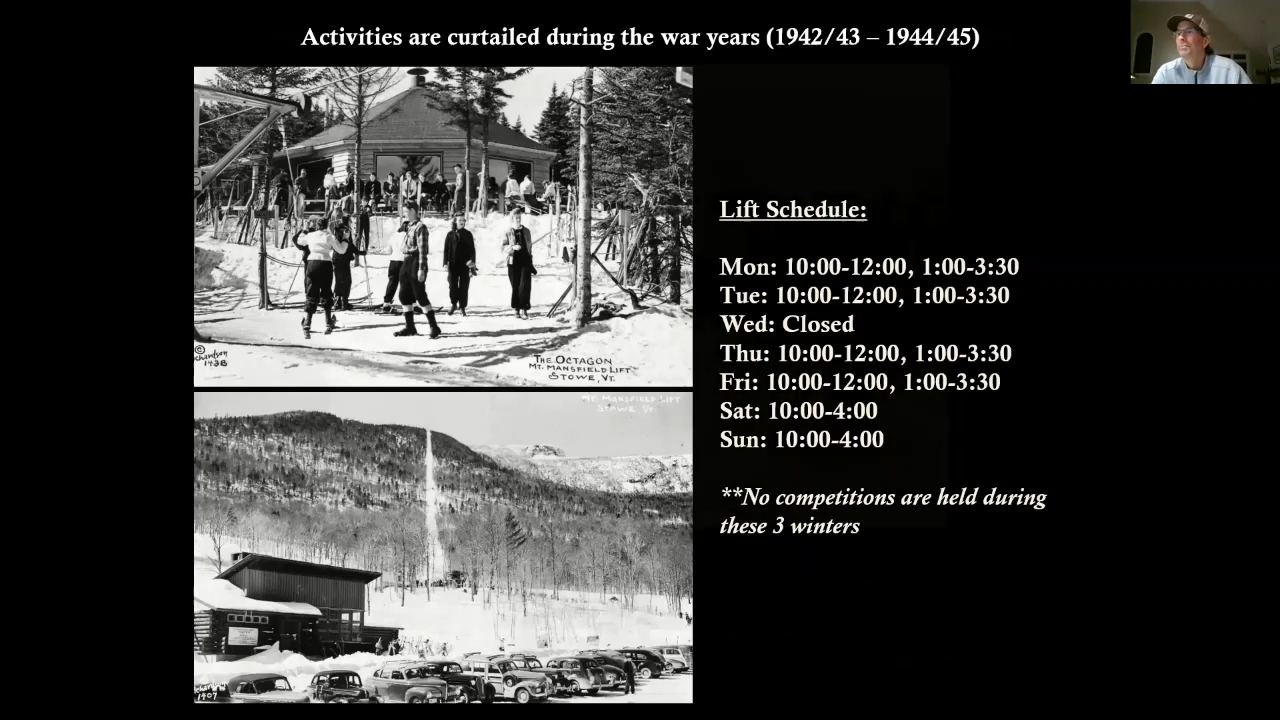 Activities are curtailed during the war years (1942/43 – 1944/45)
©
1438
THE OCTAGON
MT. MANSFIELD LIFT
STOWE, VT.
MT. MANSFIELD LIFT
STOWE VT
1407
Lift Schedule:
Mon: 10:00-12:00, 1:00-3:30
Tue: 10:00-12:00, 1:00-3:30
Wed: Closed
Thu: 10:00-12:00, 1:00-3:30
Fri: 10:00-12:00, 1:00-3:30
Sat: 10:00-4:00
Sun: 10:00-4:00
**No competitions are held during
these 3 winters